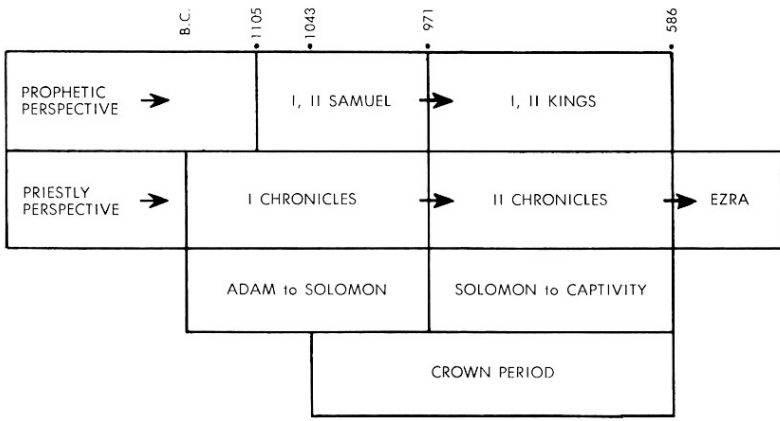 B.C.
1105
1043
971
586
PROPHETIC
PERSPECTIVE
I, II SAMUEL
I, II KINGS
PRIESTLY
PERSPECTIVE
I CHRONICLES
II CHRONICLES
EZRA
ADAM to SOLOMON
SOLOMON to CAPTIVITY
CROWN PERIOD